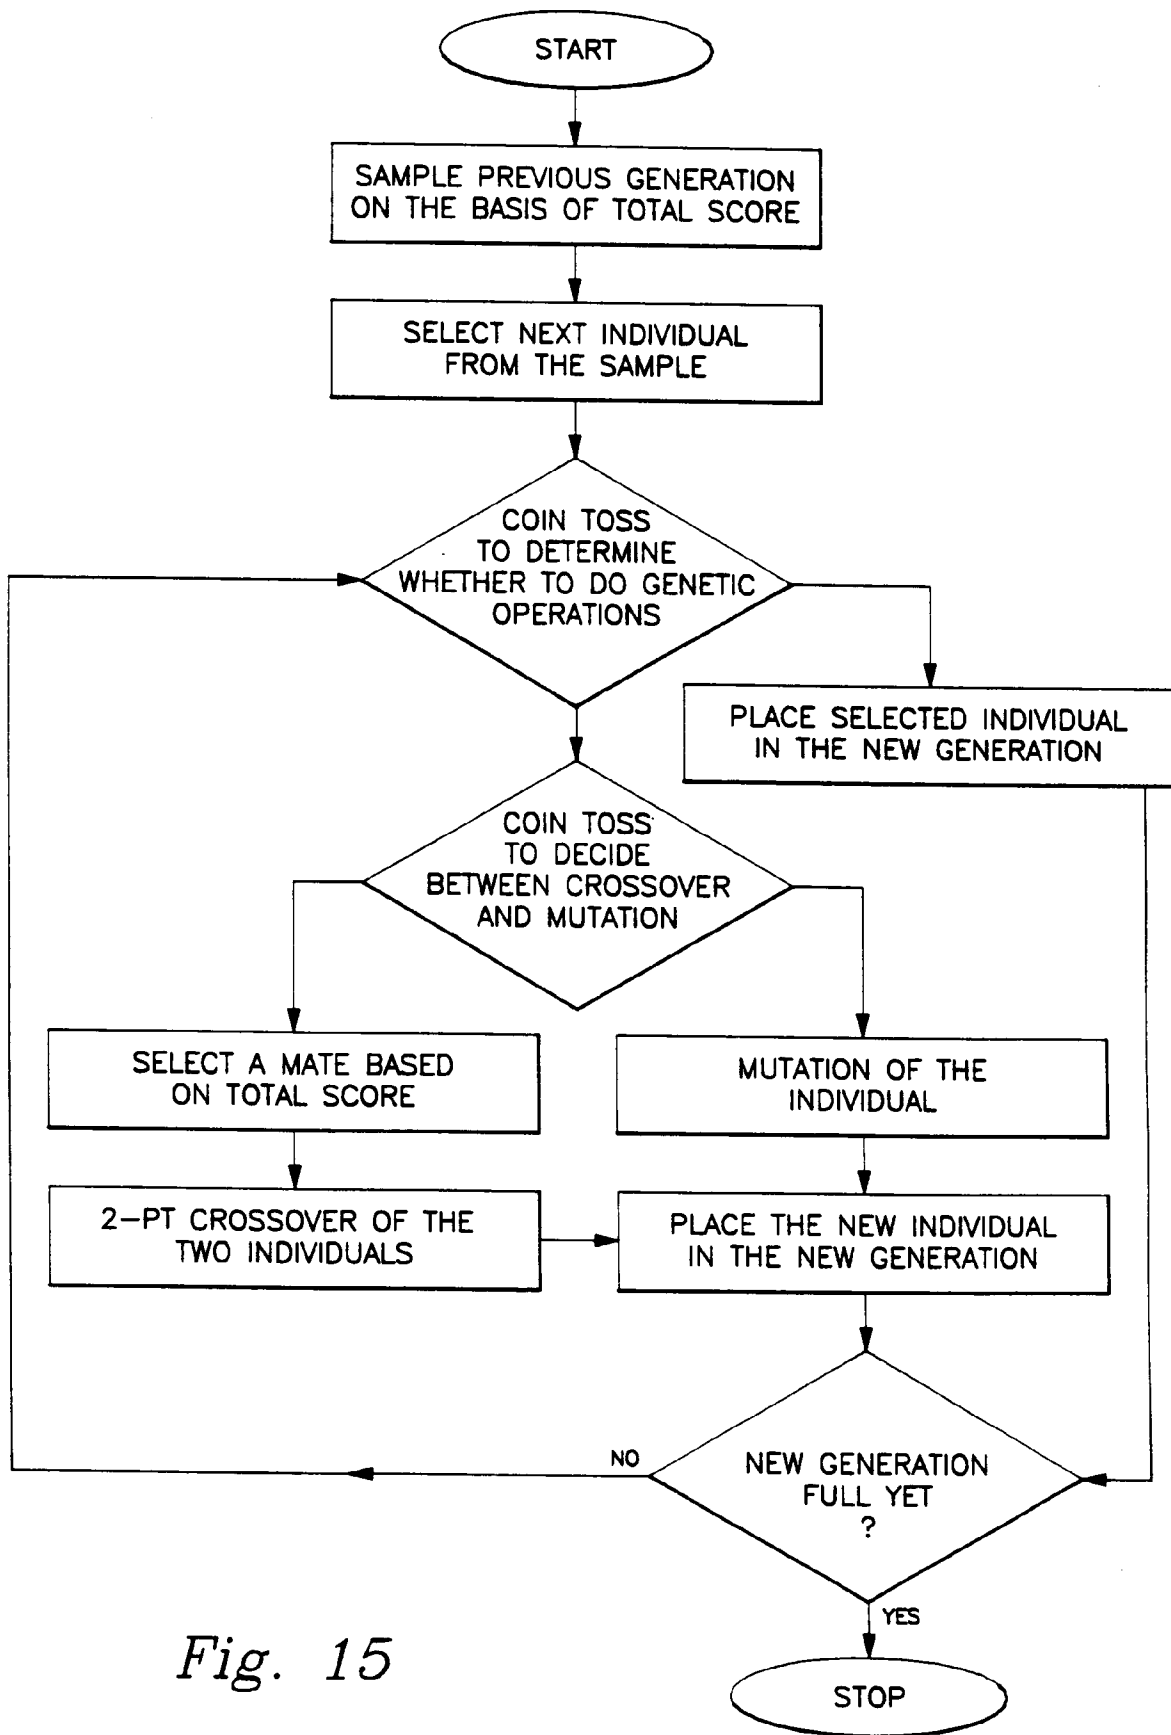 START
SAMPLE PREVIOUS GENERATION
ON THE BASIS OF TOTAL SCORE
SELECT NEXT INDIVIDUAL
FROM THE SAMPLE
COIN TOSS
TO DETERMINE
WHETHER TO DO GENETIC
OPERATIONS
PLACE SELECTED INDIVIDUAL
IN THE NEW GENERATION
COIN TOSS
TO DECIDE
BETWEEN CROSSOVER
AND MUTATION
SELECT A MATE BASED
ON TOTAL SCORE
MUTATION OF THE
INDIVIDUAL
2-PT CROSSOVER OF THE
TWO INDIVIDUALS
PLACE THE NEW INDIVIDUAL
IN THE NEW GENERATION
NO
NEW GENERATION
FULL YET
?
YES
STOP
Fig. 15